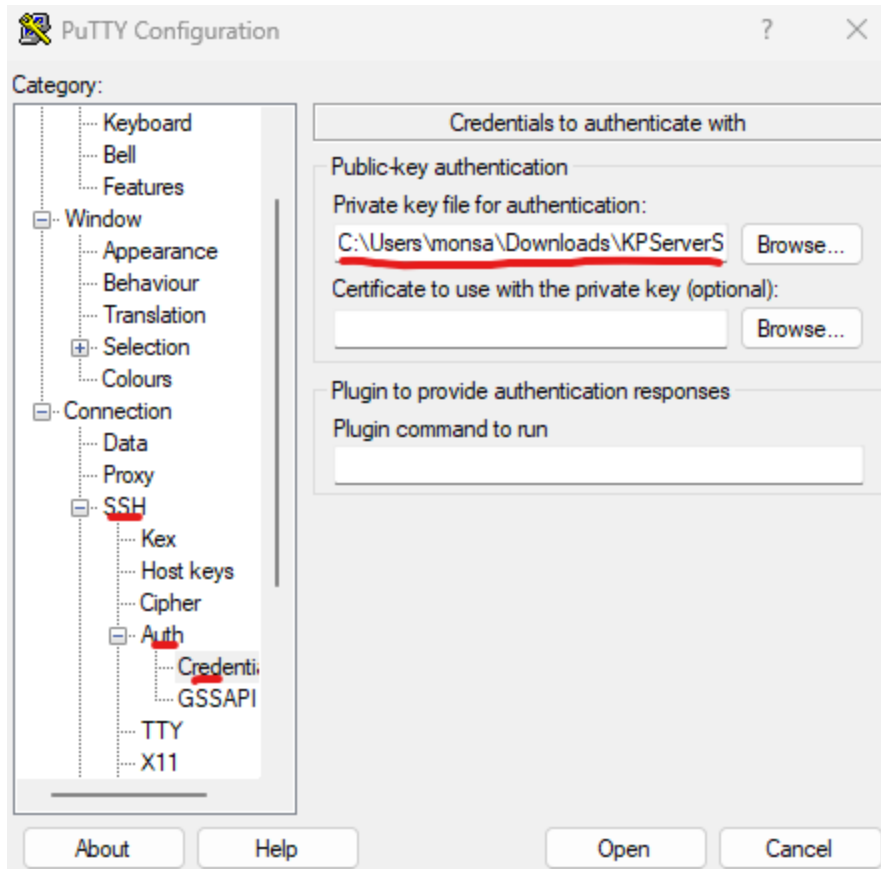 PuTTY Configuration
?
Category:
Keyboard
Bell
Features
Window
Appearance
Behaviour
Translation
Selection
Colours
Connection
Data
Proxy
SSH
Kex
Host keys
Cipher
Auth
Credentia
GSSAPI
TTY
X11
Credentials to authenticate with
Public-key authentication
Private key file for authentication:
C:\Users\monsa\Downloads\KPServerS
Browse...
Certificate to use with the private key (optional):
Browse...
Plugin to provide authentication responses
Plugin command to run
About
Help
Open
Cancel